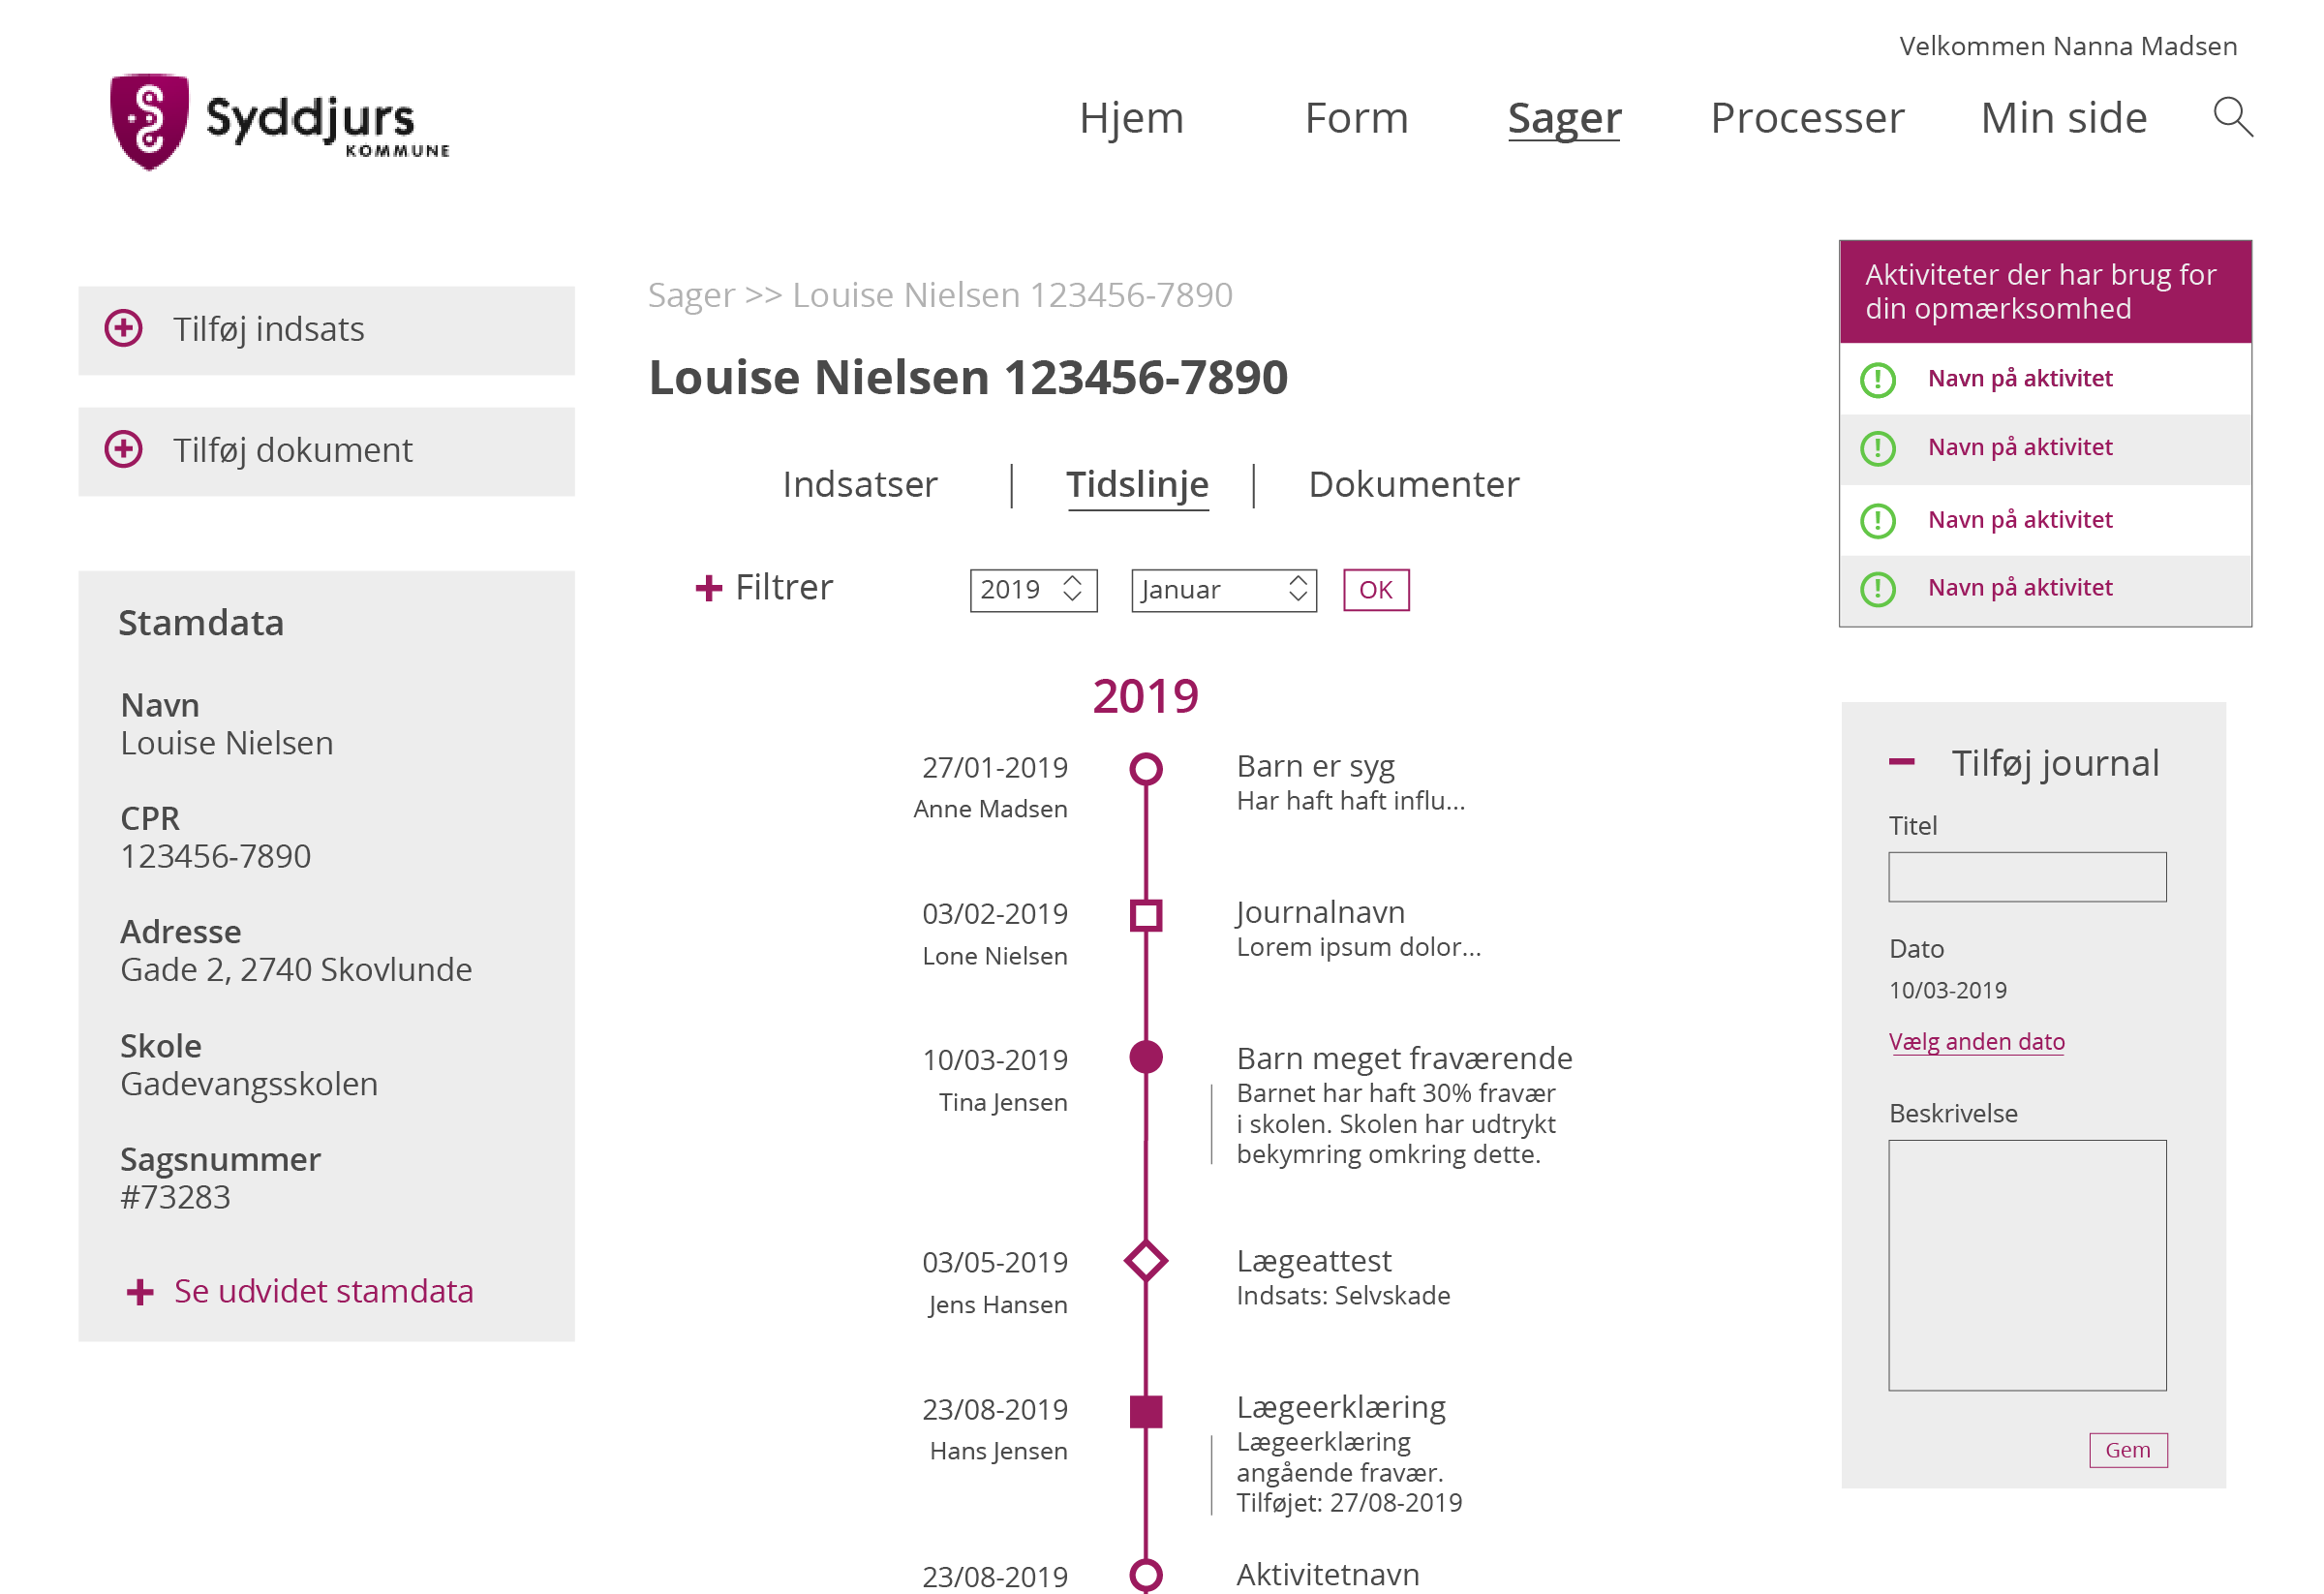 Velkommen Nanna Madsen
Syddjurs
KOMMUNE
Hjem
Form
Sager
Processer
Min side
Tilføj indsats
Tilføj dokument
Stamdata
Navn
Louise Nielsen
CPR
123456-7890
Adresse
Gade 2, 2740 Skovlunde
Skole
Gadevangsskolen
Sagsnummer
#73283
Se udvidet stamdata
Sager >> Louise Nielsen 123456-7890
Louise Nielsen 123456-7890
Indsatser
Tidslinje
Dokumenter
Filtrer
2019
Januar
OK
2019
27/01-2019
Anne Madsen
Barn er syg
Har haft haft influ...
03/02-2019
Lone Nielsen
Journalnavn
Lorem ipsum dolor...
10/03-2019
Tina Jensen
Barn meget fraværende
Barnet har haft 30% fravær
i skolen. Skolen har udtrykt
bekymring omkring dette.
03/05-2019
Jens Hansen
Lægeattest
Indsats: Selvskade
23/08-2019
Hans Jensen
Lægeerklæring
Lægeerklæring
angående fravær.
Tilføjet: 27/08-2019
23/08-2019
Aktivitetnavn
Aktiviteter der har brug for
din opmærksomhed
Navn på aktivitet
Navn på aktivitet
Navn på aktivitet
Navn på aktivitet
Tilføj journal
Titel
Dato
10/03-2019
Vælg anden dato
Beskrivelse
Gem